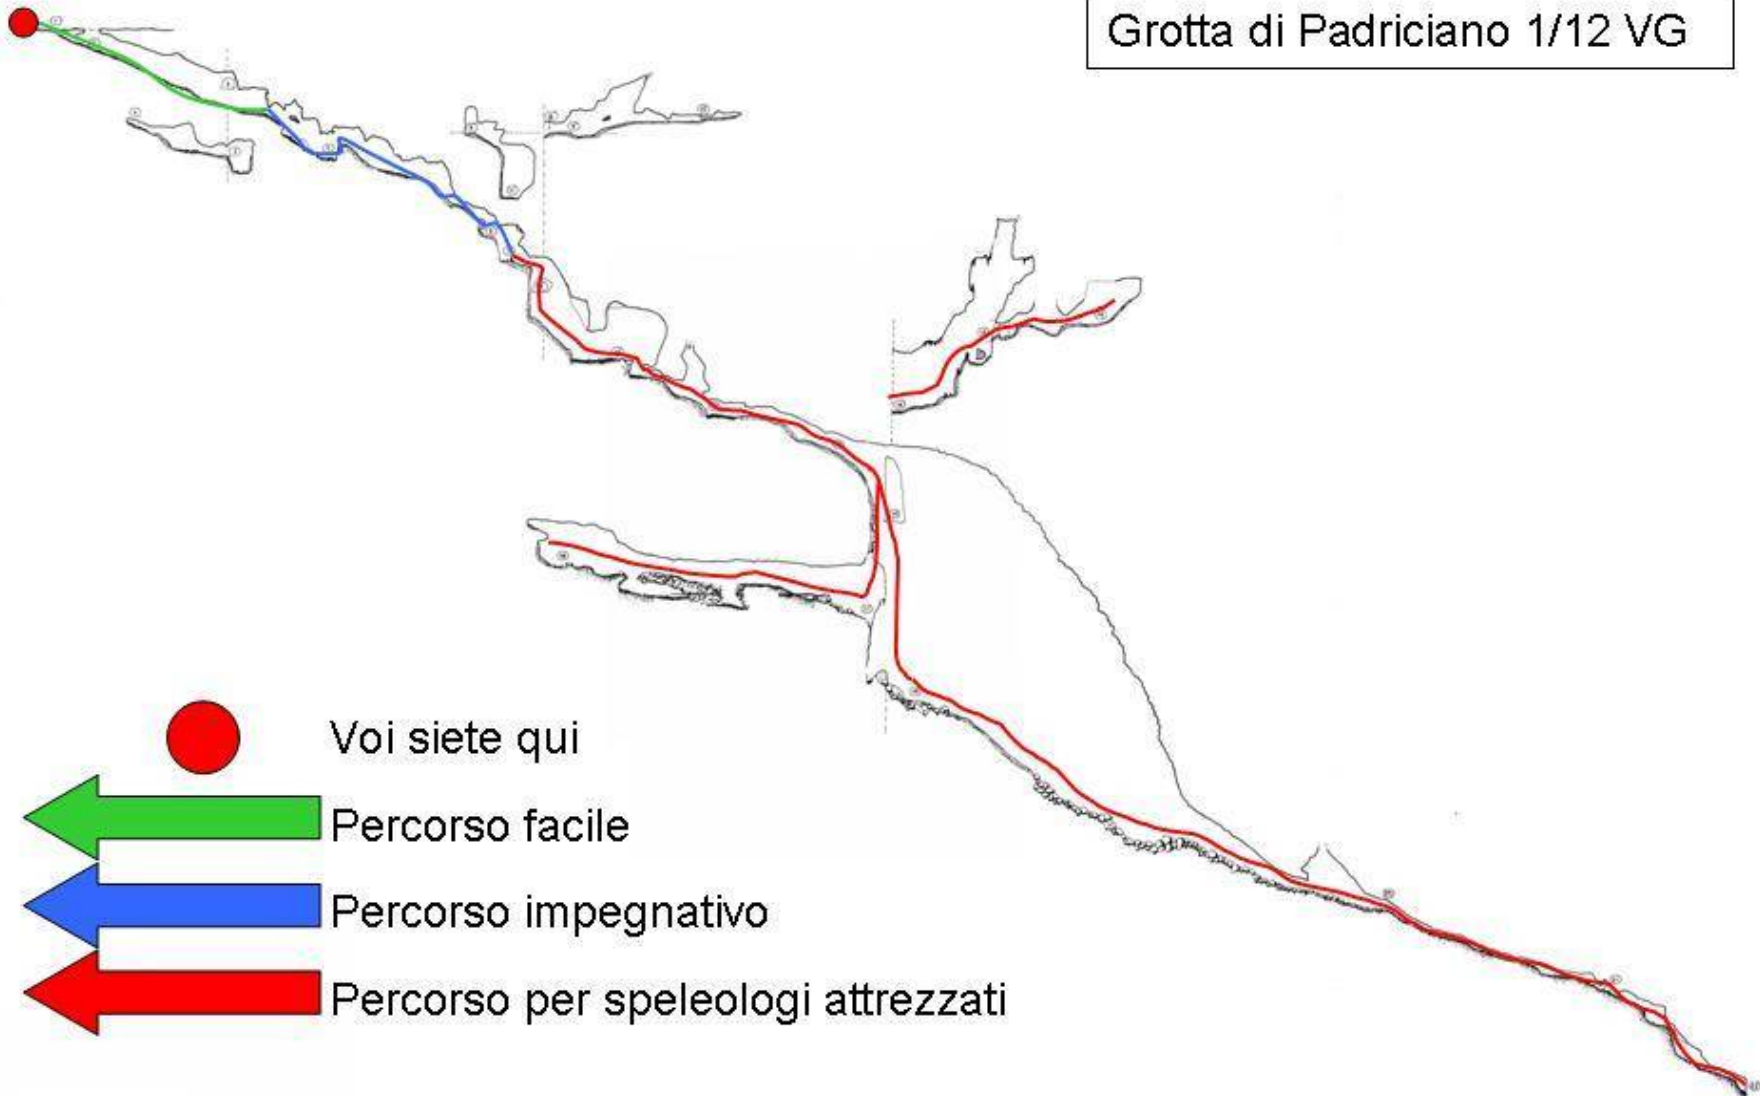 Grotta di Padriciano 1/12 VG
Voi siete qui
Percorso facile
Percorso impegnativo
Percorso per speleologi attrezzati